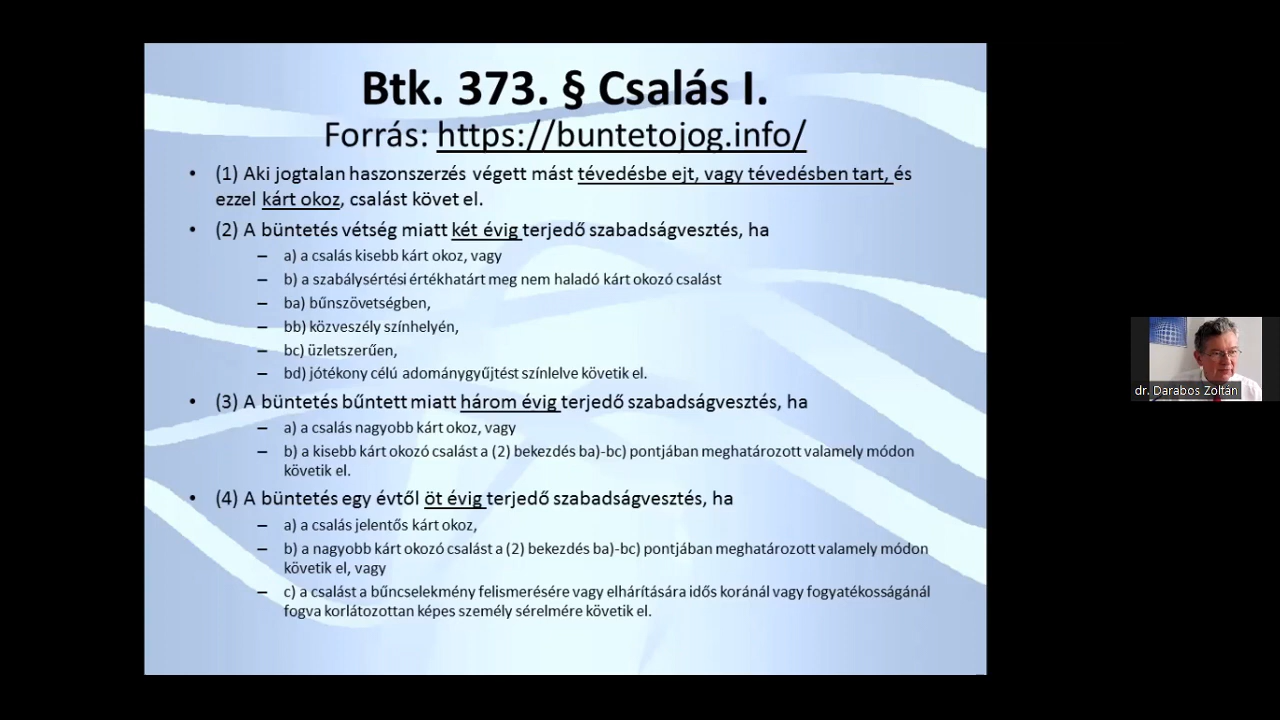 Btk. 373. § Csalás I.
Forrás: https://buntetojog.info/
• (1) Aki jogtalan haszonszerzés végett mást tévedésbe ejt, vagy tévedésben tart, és
ezzel kárt okoz, csalást követ el.
• (2) A büntetés vétség miatt két évig terjedő szabadságvesztés, ha
– a) a csalás kisebb kárt okoz, vagy
– b) a szabálysértési értékhatárt meg nem haladó kárt okozó csalást
– ba) bűnszövetségben,
– bb) közveszély színhelyén,
– bc) üzletszerűen,
– bd) jótékony célú adománygyűjtést színlelve követik el.
• (3) A büntetés bűntett miatt három évig terjedő szabadságvesztés, ha
– a) a csalás nagyobb kárt okoz, vagy
– b) a kisebb kárt okozó csalást a (2) bekezdés ba)-bc) pontjában meghatározott valamely módon
követik el.
• (4) A büntetés egy évtől öt évig terjedő szabadságvesztés, ha
– a) a csalás jelentős kárt okoz,
– b) a nagyobb kárt okozó csalást a (2) bekezdés ba)-bc) pontjában meghatározott valamely módon
követik el, vagy
– c) a csalást a bűncselekmény felismerésére vagy elhárítására idős koránál vagy fogyatékosságánál
fogva korlátozottan képes személy sérelmére követik el.
dr. Darabos Zoltán